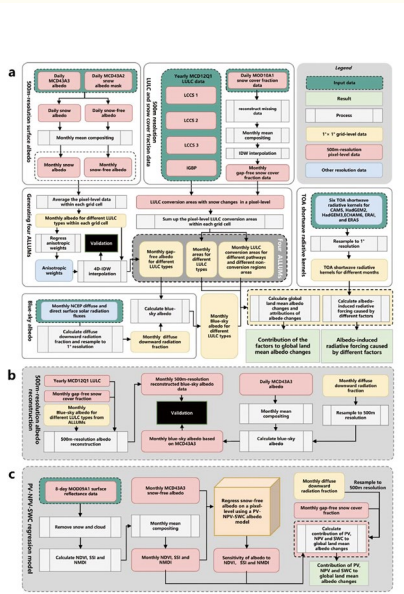 a
500m-resolution surface
albedo
Daily
MCD43A3
Daily
MCD43A2
snow
albedo mask
Daily snow
albedo
Daily snow-free
albedo
Monthly mean compositing
Monthly snow
albedo
Monthly
snow-free albedo
500m-resolution
LULC and snow cover fraction
data
Yearly MCD12Q1
LULC data
LCCS 1
LCCS 2
LCCS 3
IGBP
Daily MOD10A1
snow cover fraction
data
reconstruct missing
data
Monthly mean
compositing
IDW interpolation
Monthly
gap-free snow cover
fraction data
Legend
Input data
Result
Process
1° × 1° grid-level data
500m-resolution
pixel-level data
Other resolution data
Generating four ALLUMs
Average the pixel-level data
within each grid cell
Monthly albedo for different
LULC types within each grid cell
Regress
anisotropic
weights
Validation
Anisotropic
weights
4D-IDW interpolation
LULC conversion areas with snow changes in a pixel-level
Sum up the pixel-level LULC conversion areas
within each grid cell
Four ALLUMs
Monthly gap-
free albedo for
different
LULC types
Monthly
areas for
different
LULC
types
Monthly LULC
conversion areas for
different pathways
and different non-
conversion regions
areas
TOA shortwave radiative
kernels
Six TOA shortwave
radiative kernels for
CAM5, HadGEM2,
HadGEM3,ECHAM6, ERAI,
and ERA5
Resample to 1°
resolution
TOA shortwave radiative
kernels for different months
Blue-sky albedo
Monthly NCEP diffuse and
direct surface solar radiation
fluxes
Calculate diffuse
downward radiation
fraction and resample to
1° resolution
Calculate blue-
sky albedo
Monthly diffuse
downward radiation
fraction
Monthly
blue-sky
albedo for
different
LULC types
Calculate global
land mean albedo
changes and
attributions of
albedo changes
Calculate albedo-
induced radiative
forcing caused by
different factors
Contribution of the
factors to global land
mean albedo changes
Albedo-induced
radiative forcing caused
by different factors
b
500m-resolution albedo
reconstruction
Yearly MCD12Q1 LULC
Monthly gap free snow
cover fraction
Monthly
Blue-sky albedo for
different LULC types from
ALLUMs
500m-resolution albedo
reconstruction
Monthly 500m-resolution
reconstructed blue-sky albedo
data
Validation
Monthly blue-sky albedo based
on MCD43A3
Daily MCD43A3
albedo
Monthly mean
compositing
Calculate blue-sky
albedo
Monthly diffuse
downward radiation
fraction
Resample to 500m
resolution
c
PV-NPV-SWC
regression model
8-day MOD09A1 surface
reflectance data
Remove snow and cloud
Calculate NDVI, SSI and
NMDI
Monthly MCD43A3
snow-free albedo
Monthly mean
compositing
Monthly NDVI, SSI and
NMDI
Regress snow-free
albedo on a pixel-
level using a PV-
NPV-SWC albedo
model
Sensitivity of albedo to
NDVI, SSI and NMDI
Monthly diffuse
downward radiation
fraction
Resample to
500m resolution
Monthly gap-free snow cover
fraction
Calculate
contribution of PV,
NPV and SWC to
global land mean
albedo changes
Contribution of PV,
NPV and SWC to
global land mean
albedo changes